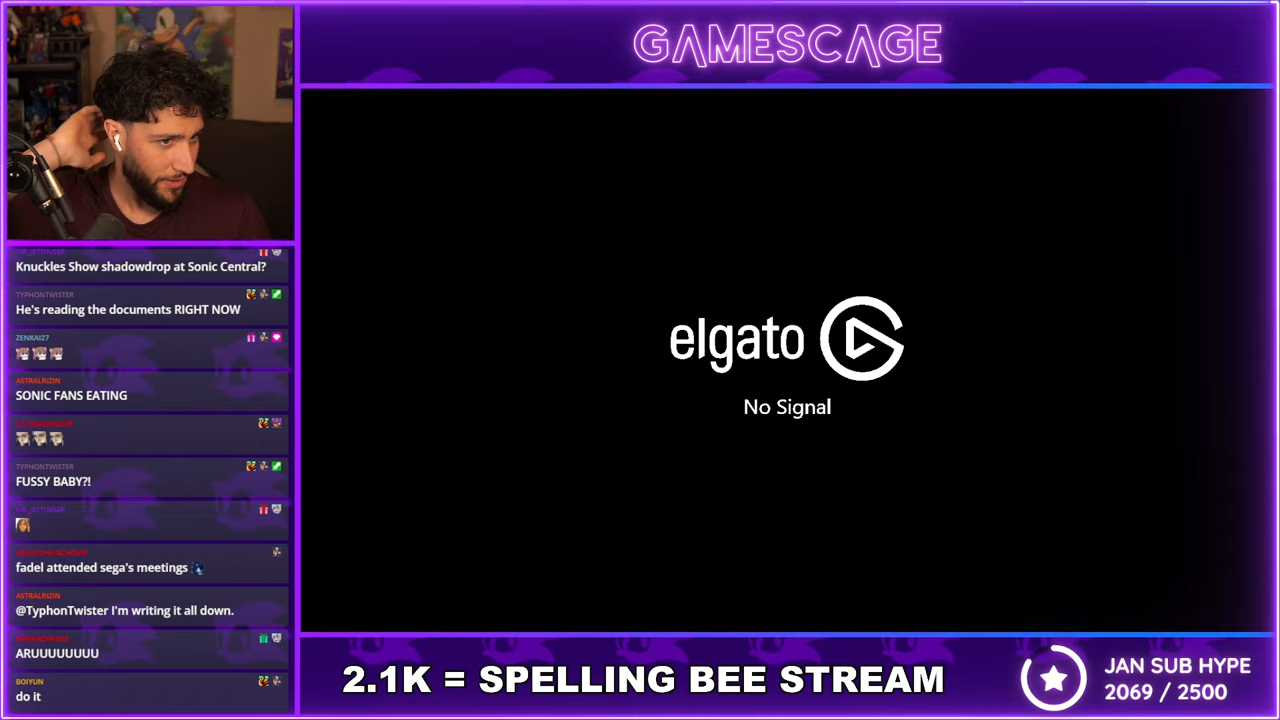 GAMESCAGE
elgato
No Signal
Knuckles Show shadowdrop at Sonic Central?
TYPHONTWISTER
He's reading the documents RIGHT NOW
ZENKAI27
ASTRALRIZIN
SONIC FANS EATING
TYPHONTWISTER
FUSSY BABY?!
MR_JETTINGER
fadel attended sega's meetings
ASTRALRIZIN
@TyphonTwister I'm writing it all down.
ARUUUUUUUU
BOIYUN
do it
2.1K = SPELLING BEE STREAM
JAN SUB HYPE
2069 / 2500